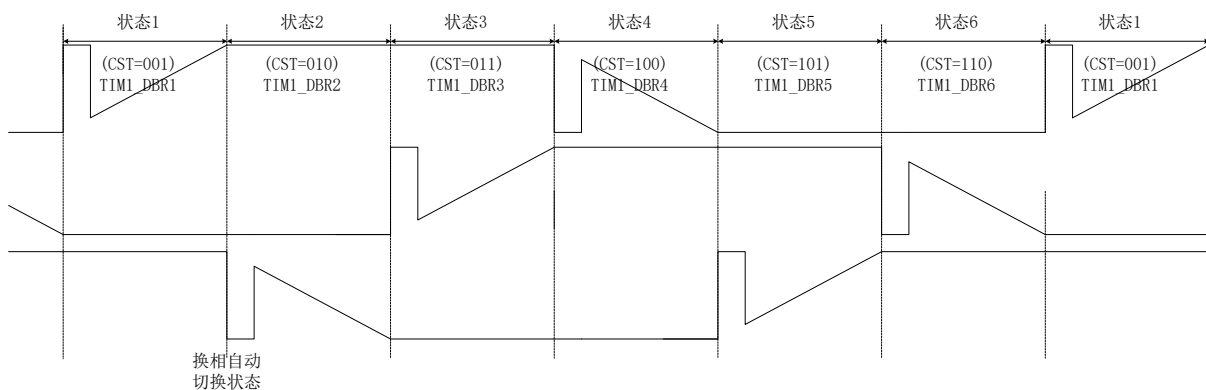 状态1
状态2
状态3
状态4
状态5
状态6
状态1
(CST=001)
TIM1_DBR1
(CST=010)
TIM1_DBR2
(CST=011)
TIM1_DBR3
(CST=100)
TIM1_DBR4
(CST=101)
TIM1_DBR5
(CST=110)
TIM1_DBR6
(CST=001)
TIM1_DBR1
换相自动
切换状态